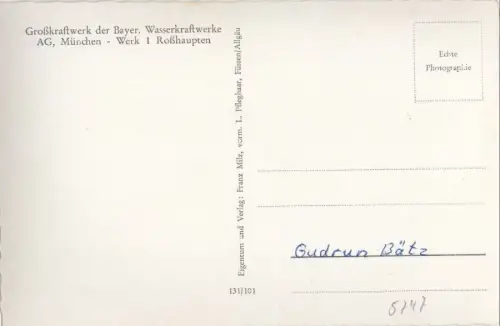 Großkraftwerk der Bayer. Wasserkraftwerke
AG, München - Werk 1 Roßhaupten
Eigentum und Verlag: Franz Milz, vorm. L. Pfleghaar, Füssen/Allgäu
131/101
Echte
Photographie
Gudrun Bätz
5747